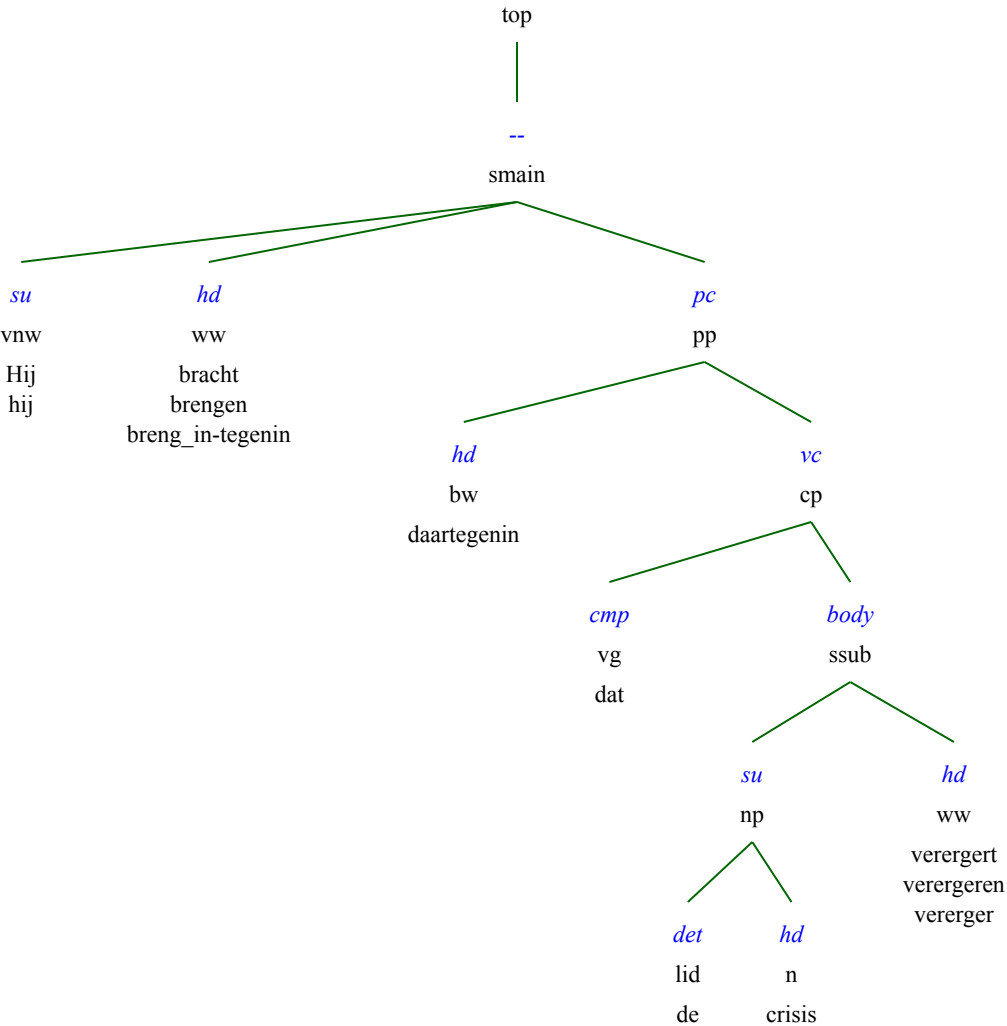 top
--
smain
su hd pc
vnw ww pp
Hij bracht
hij brengen
breng_in-tegenin
hd vc
bw cp
daartegenin
cmp body
vg ssub
dat
su hd
np ww
verergert
verergeren
vererger
det hd
lid n
de crisis